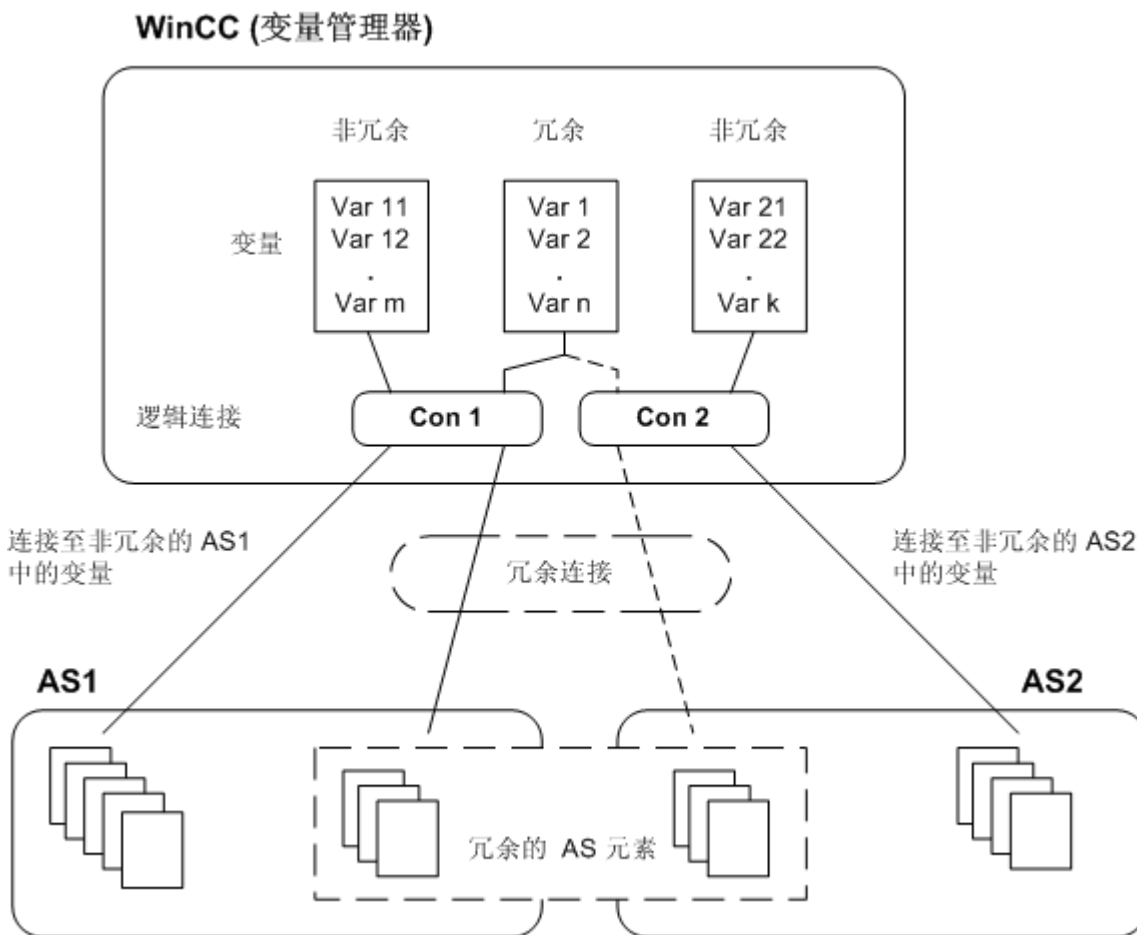 WinCC (变量管理器)
非冗余
冗余
非冗余
变量
Var 11
Var 12
.
Var m
Var 1
Var 2
.
Var n
Var 21
Var 22
.
Var k
逻辑连接
Con 1
Con 2
连接至非冗余的 AS1
中的变量
冗余连接
连接至非冗余的 AS2
中的变量
AS1
AS2
冗余的 AS 元素